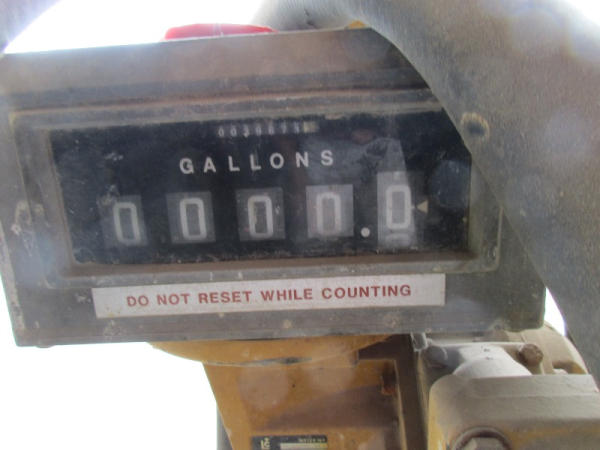 GALLONS
0000.0
DO NOT RESET WHILE COUNTING